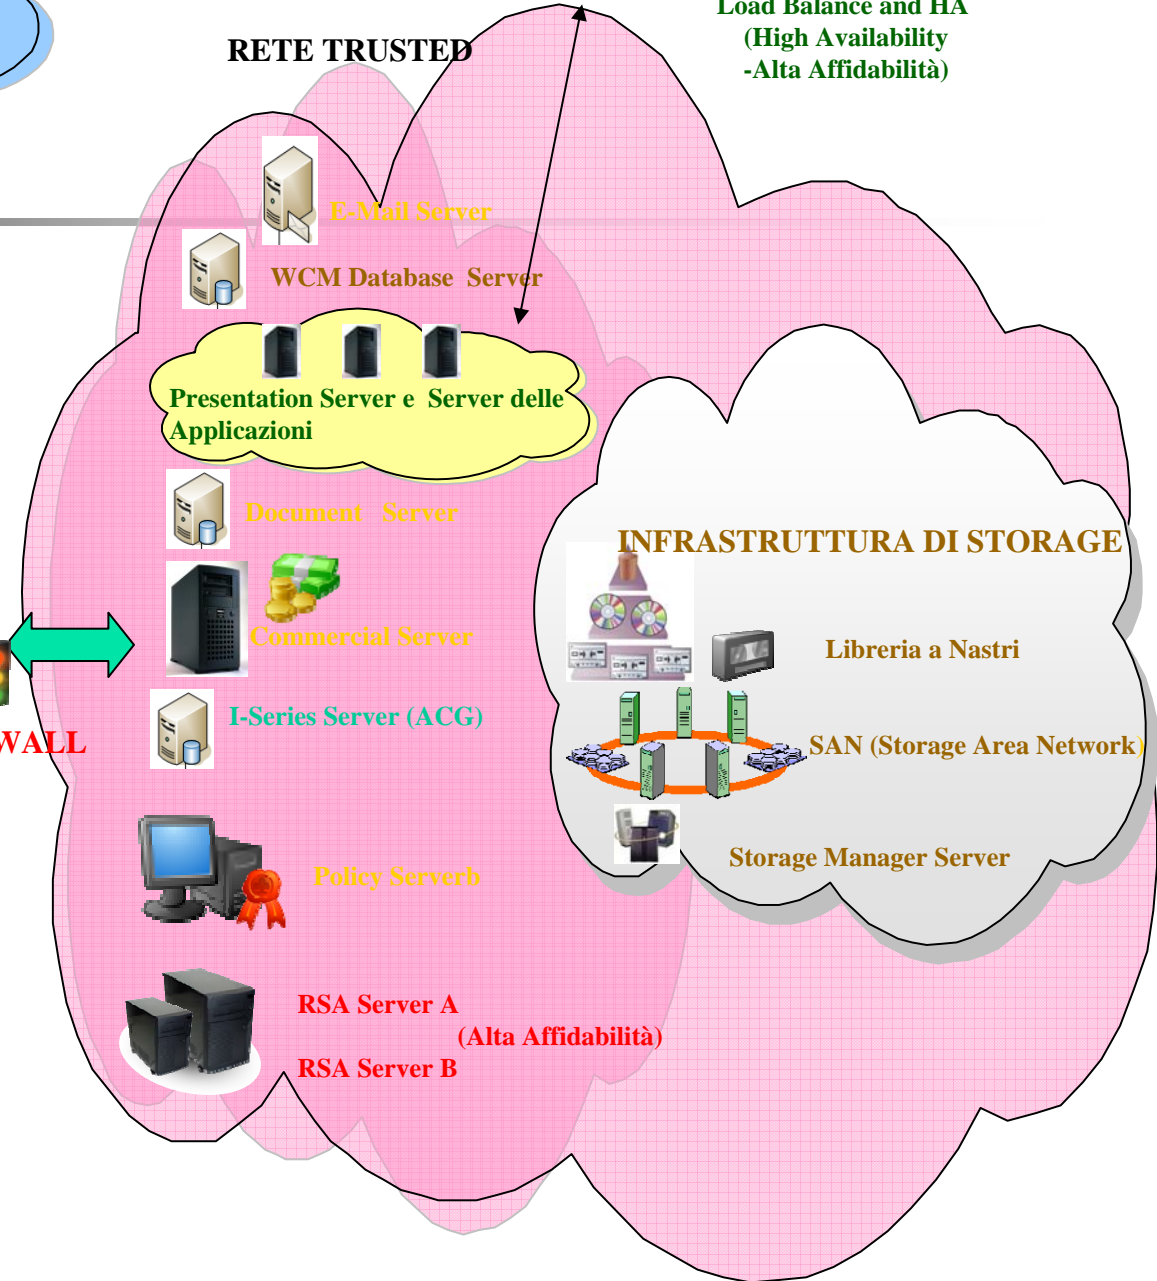 Load Balance and HA
(High Availability
-Alta Affidabilità)
RETE TRUSTED
E-Mail Server
WCM Database Server
Presentation Server e Server delle
Applicazioni
Document Server
INFRASTRUTTURA DI STORAGE
Commercial Server
Libreria a Nastri
I-Series Server (ACG)
WALL
SAN (Storage Area Network)
Storage Manager Server
Policy Serverb
RSA Server A
(Alta Affidabilità)
RSA Server B